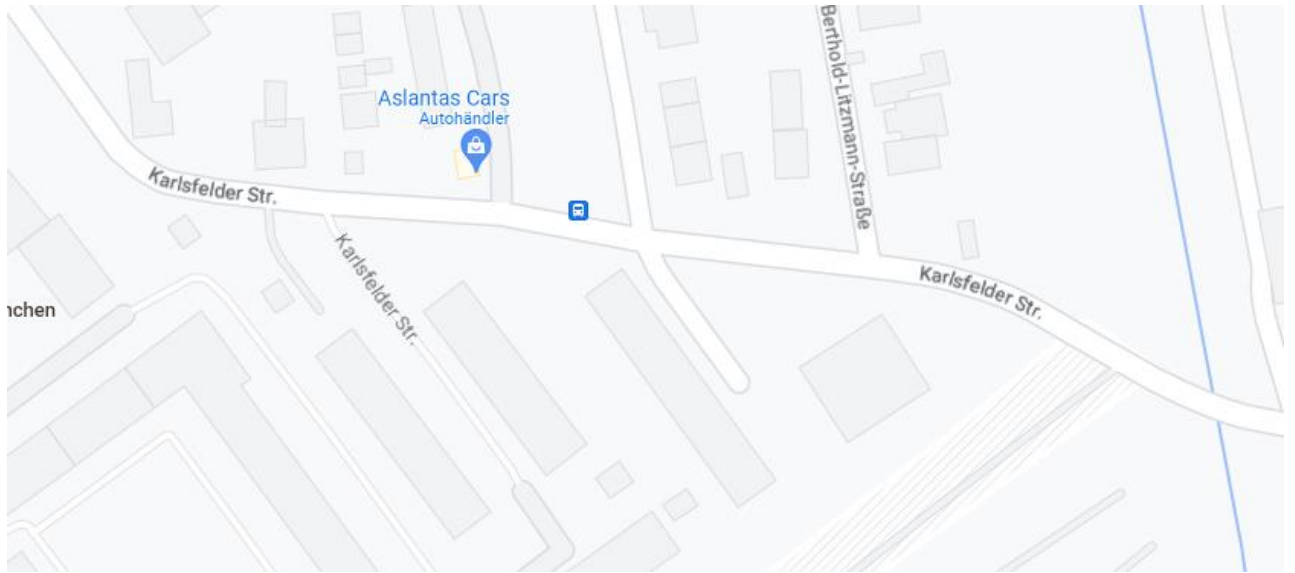 Berthold-Litzmann-Straße
Aslantas Cars
Autohändler
Karlsfelder Str.
Karlsfelder Str.
Karlsfelder Str.
nchen